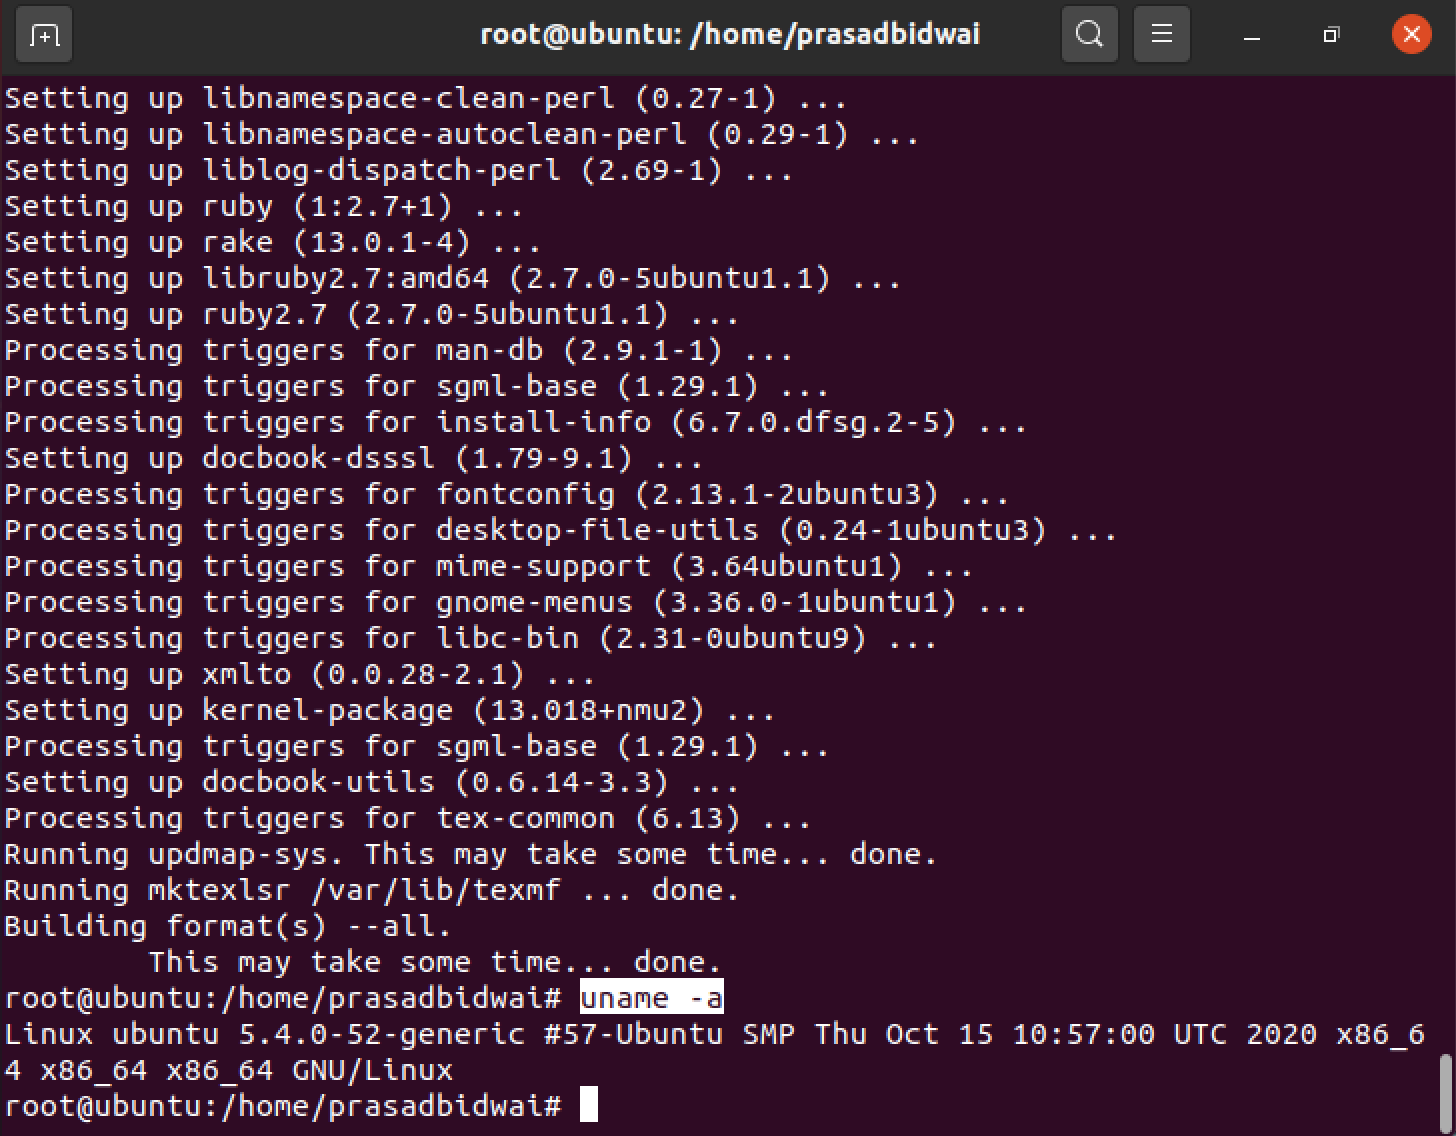 root@ubuntu: /home/prasadbidwai
Setting up libnamespace-clean-perl (0.27-1) ...
Setting up libnamespace-autoclean-perl (0.29-1) ...
Setting up liblog-dispatch-perl (2.69-1) ...
Setting up ruby (1:2.7+1) ...
Setting up rake (13.0.1-4) ...
Setting up libruby2.7:amd64 (2.7.0-5ubuntu1.1) ...
Setting up ruby2.7 (2.7.0-5ubuntu1.1) ...
Processing triggers for man-db (2.9.1-1) ...
Processing triggers for sgml-base (1.29.1) ...
Processing triggers for install-info (6.7.0.dfsg.2-5) ...
Setting up docbook-dsssl (1.79-9.1) ...
Processing triggers for fontconfig (2.13.1-2ubuntu3) ...
Processing triggers for desktop-file-utils (0.24-1ubuntu3) ...
Processing triggers for mime-support (3.64ubuntu1) ...
Processing triggers for gnome-menus (3.36.0-1ubuntu1) ...
Processing triggers for libc-bin (2.31-0ubuntu9) ...
Setting up xmlto (0.0.28-2.1) ...
Setting up kernel-package (13.018+nmu2) ...
Processing triggers for sgml-base (1.29.1) ...
Setting up docbook-utils (0.6.14-3.3) ...
Processing triggers for tex-common (6.13) ...
Running updmap-sys. This may take some time... done.
Running mktexlsr /var/lib/texmf ... done.
Building format(s) --all.
        This may take some time... done.
root@ubuntu:/home/prasadbidwai# uname -a
Linux ubuntu 5.4.0-52-generic #57-Ubuntu SMP Thu Oct 15 10:57:00 UTC 2020 x86_6
4 x86_64 x86_64 GNU/Linux
root@ubuntu:/home/prasadbidwai#